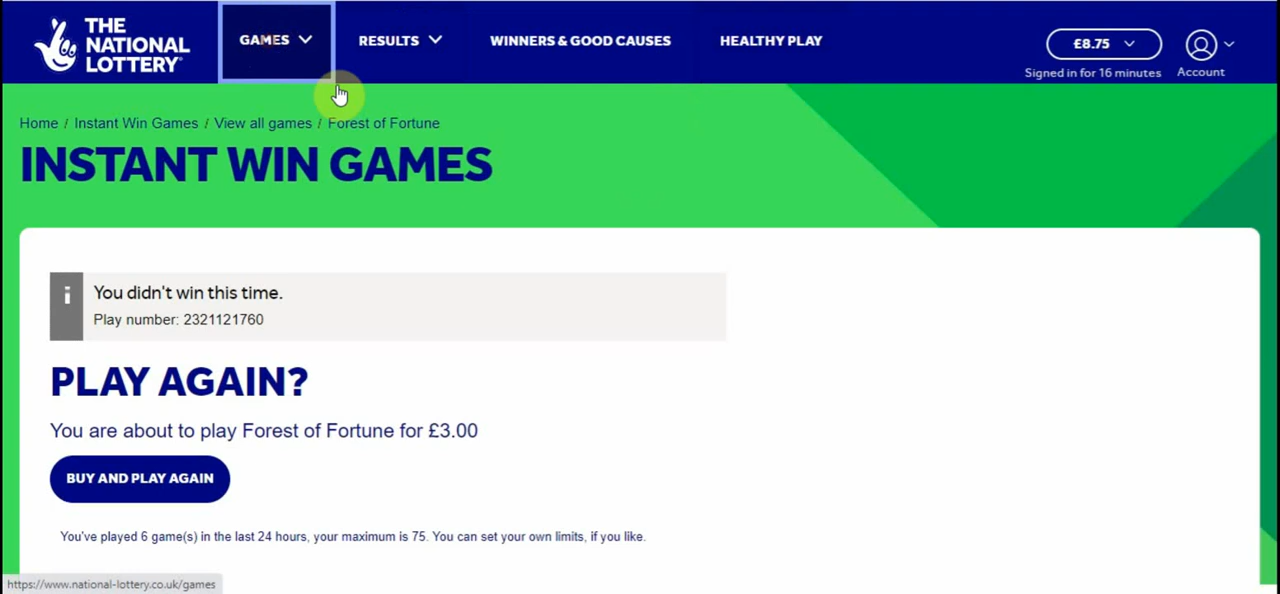 THE
NATIONAL
LOTTERY
GAMES
RESULTS
WINNERS & GOOD CAUSES
HEALTHY PLAY
£8.75
Signed in for 16 minutes
Account
Home / Instant Win Games / View all games / Forest of Fortune
INSTANT WIN GAMES
i
You didn't win this time.
Play number: 2321121760
PLAY AGAIN?
You are about to play Forest of Fortune for £3.00
BUY AND PLAY AGAIN
You've played 6 game(s) in the last 24 hours, your maximum is 75. You can set your own limits, if you like.
https://www.national-lottery.co.uk/games